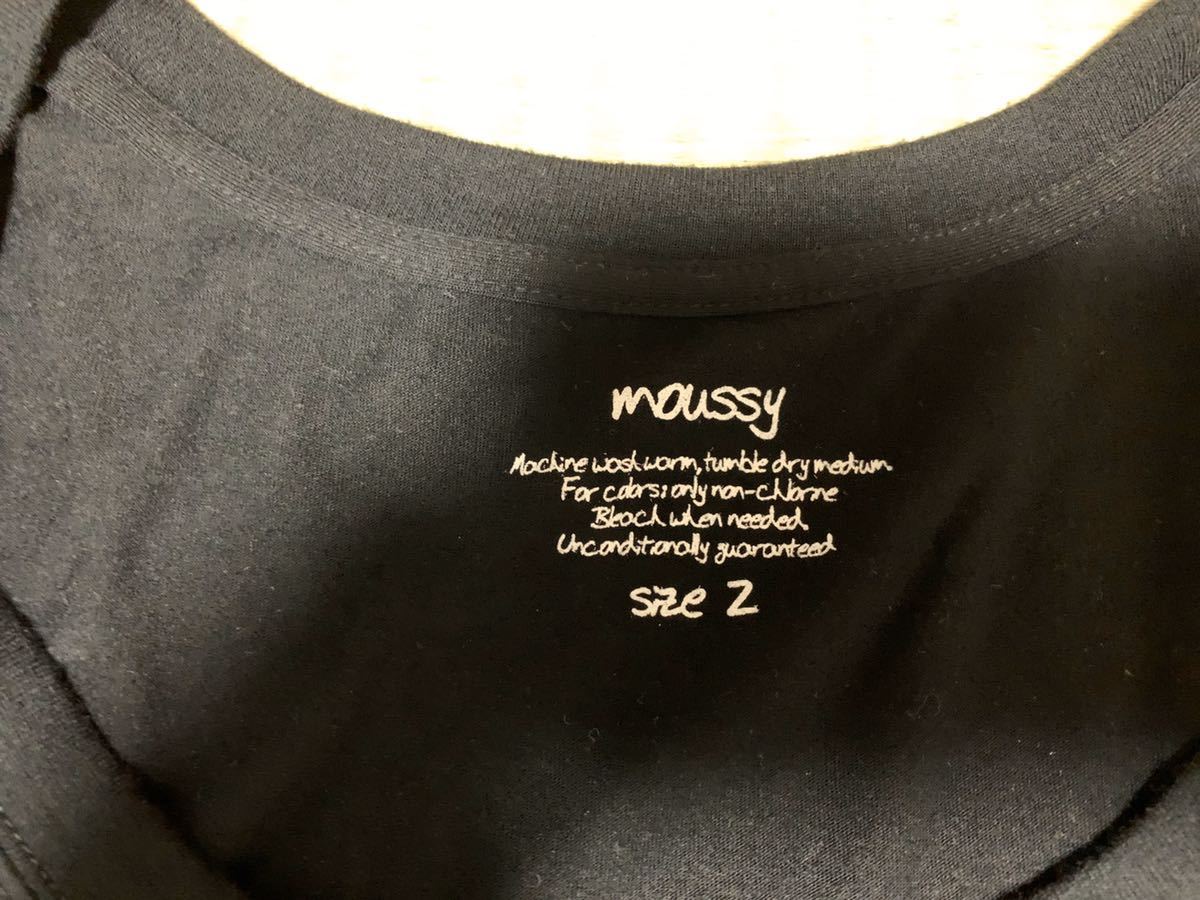 moussy
Machine wash warm, tumble dry medium.
For colors: only non-chlorine
Bleach when needed.
Unconditionally guaranteed
size 2